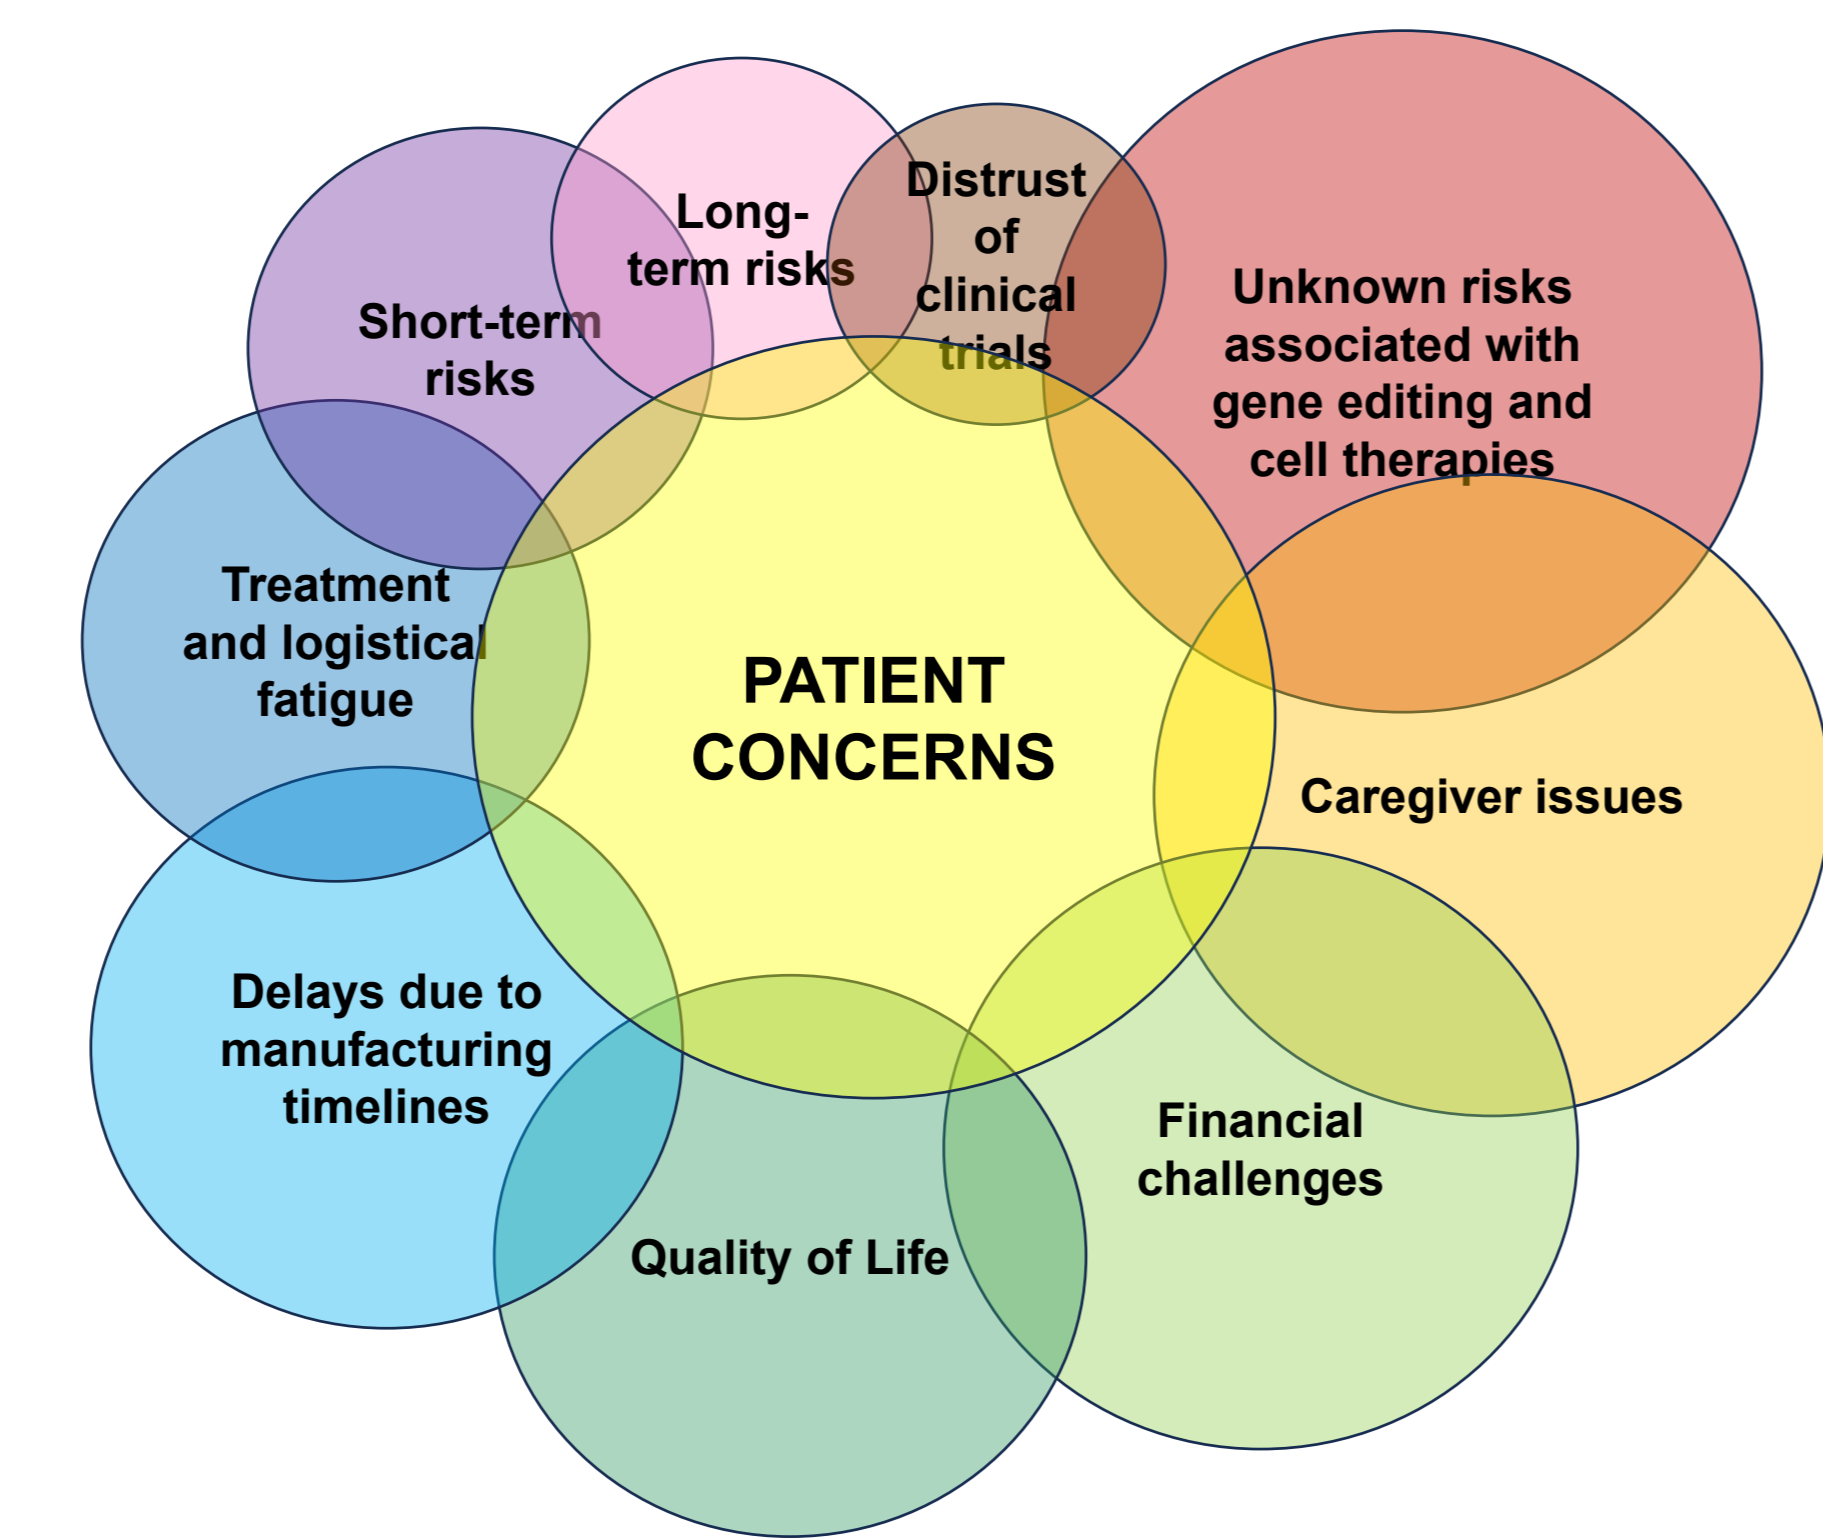 Long-
term risks
Distrust
of
clinical
trials
Unknown risks
associated with
gene editing and
cell therapies
Short-term
risks
Treatment
and logistical
fatigue
PATIENT
CONCERNS
Caregiver issues
Delays due to
manufacturing
timelines
Financial
challenges
Quality of Life